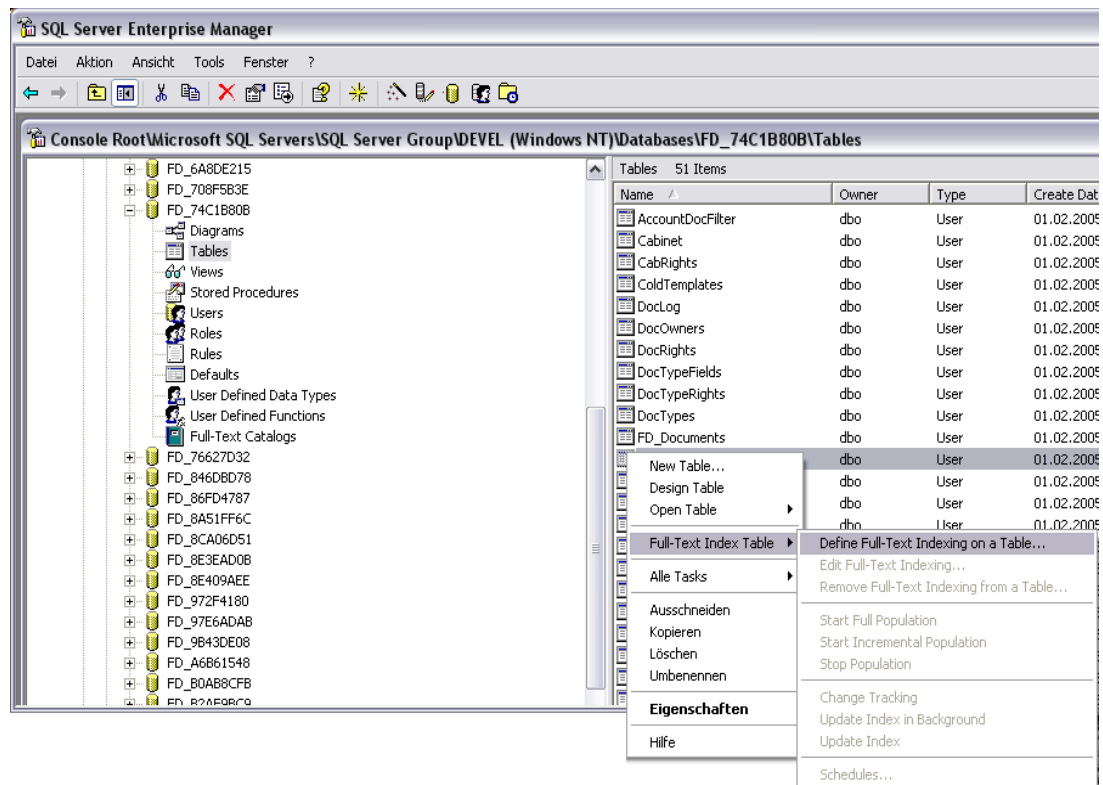 SQL Server Enterprise Manager
Datei Aktion Ansicht Tools Fenster ?
Console Root\Microsoft SQL Servers\SQL Server Group\DEVEL (Windows NT)\Databases\FD_74C1B80B\Tables
FD_6A8DE215
FD_708F5B3E
FD_74C1B80B
Diagrams
Tables
Views
Stored Procedures
Users
Roles
Rules
Defaults
User Defined Data Types
User Defined Functions
Full-Text Catalogs
FD_76627D32
FD_846DBD78
FD_86FD4787
FD_8A51FF6C
FD_8CA06D51
FD_8E3EAD0B
FD_8E409AEE
FD_972F4180
FD_97E6ADAB
FD_9B43DE08
FD_A6B61548
FD_B0AB8CFB
FD_B2AF9BC9
Tables 51 Items
Name Owner Type Create Dat
AccountDocFilter dbo User 01.02.2005
Cabinet dbo User 01.02.2005
CabRights dbo User 01.02.2005
ColdTemplates dbo User 01.02.2005
DocLog dbo User 01.02.2005
DocOwners dbo User 01.02.2005
DocRights dbo User 01.02.2005
DocTypeFields dbo User 01.02.2005
DocTypeRights dbo User 01.02.2005
DocTypes dbo User 01.02.2005
FD_Documents dbo User 01.02.2005
dbo User 01.02.2005
dbo User 01.02.2005
dbo User 01.02.2005
dbo User 01.02.2005
New Table...
Design Table
Open Table
Full-Text Index Table
Alle Tasks
Ausschneiden
Kopieren
Löschen
Umbenennen
Eigenschaften
Hilfe
Define Full-Text Indexing on a Table...
Edit Full-Text Indexing...
Remove Full-Text Indexing from a Table...
Start Full Population
Start Incremental Population
Stop Population
Change Tracking
Update Index in Background
Update Index
Schedules...